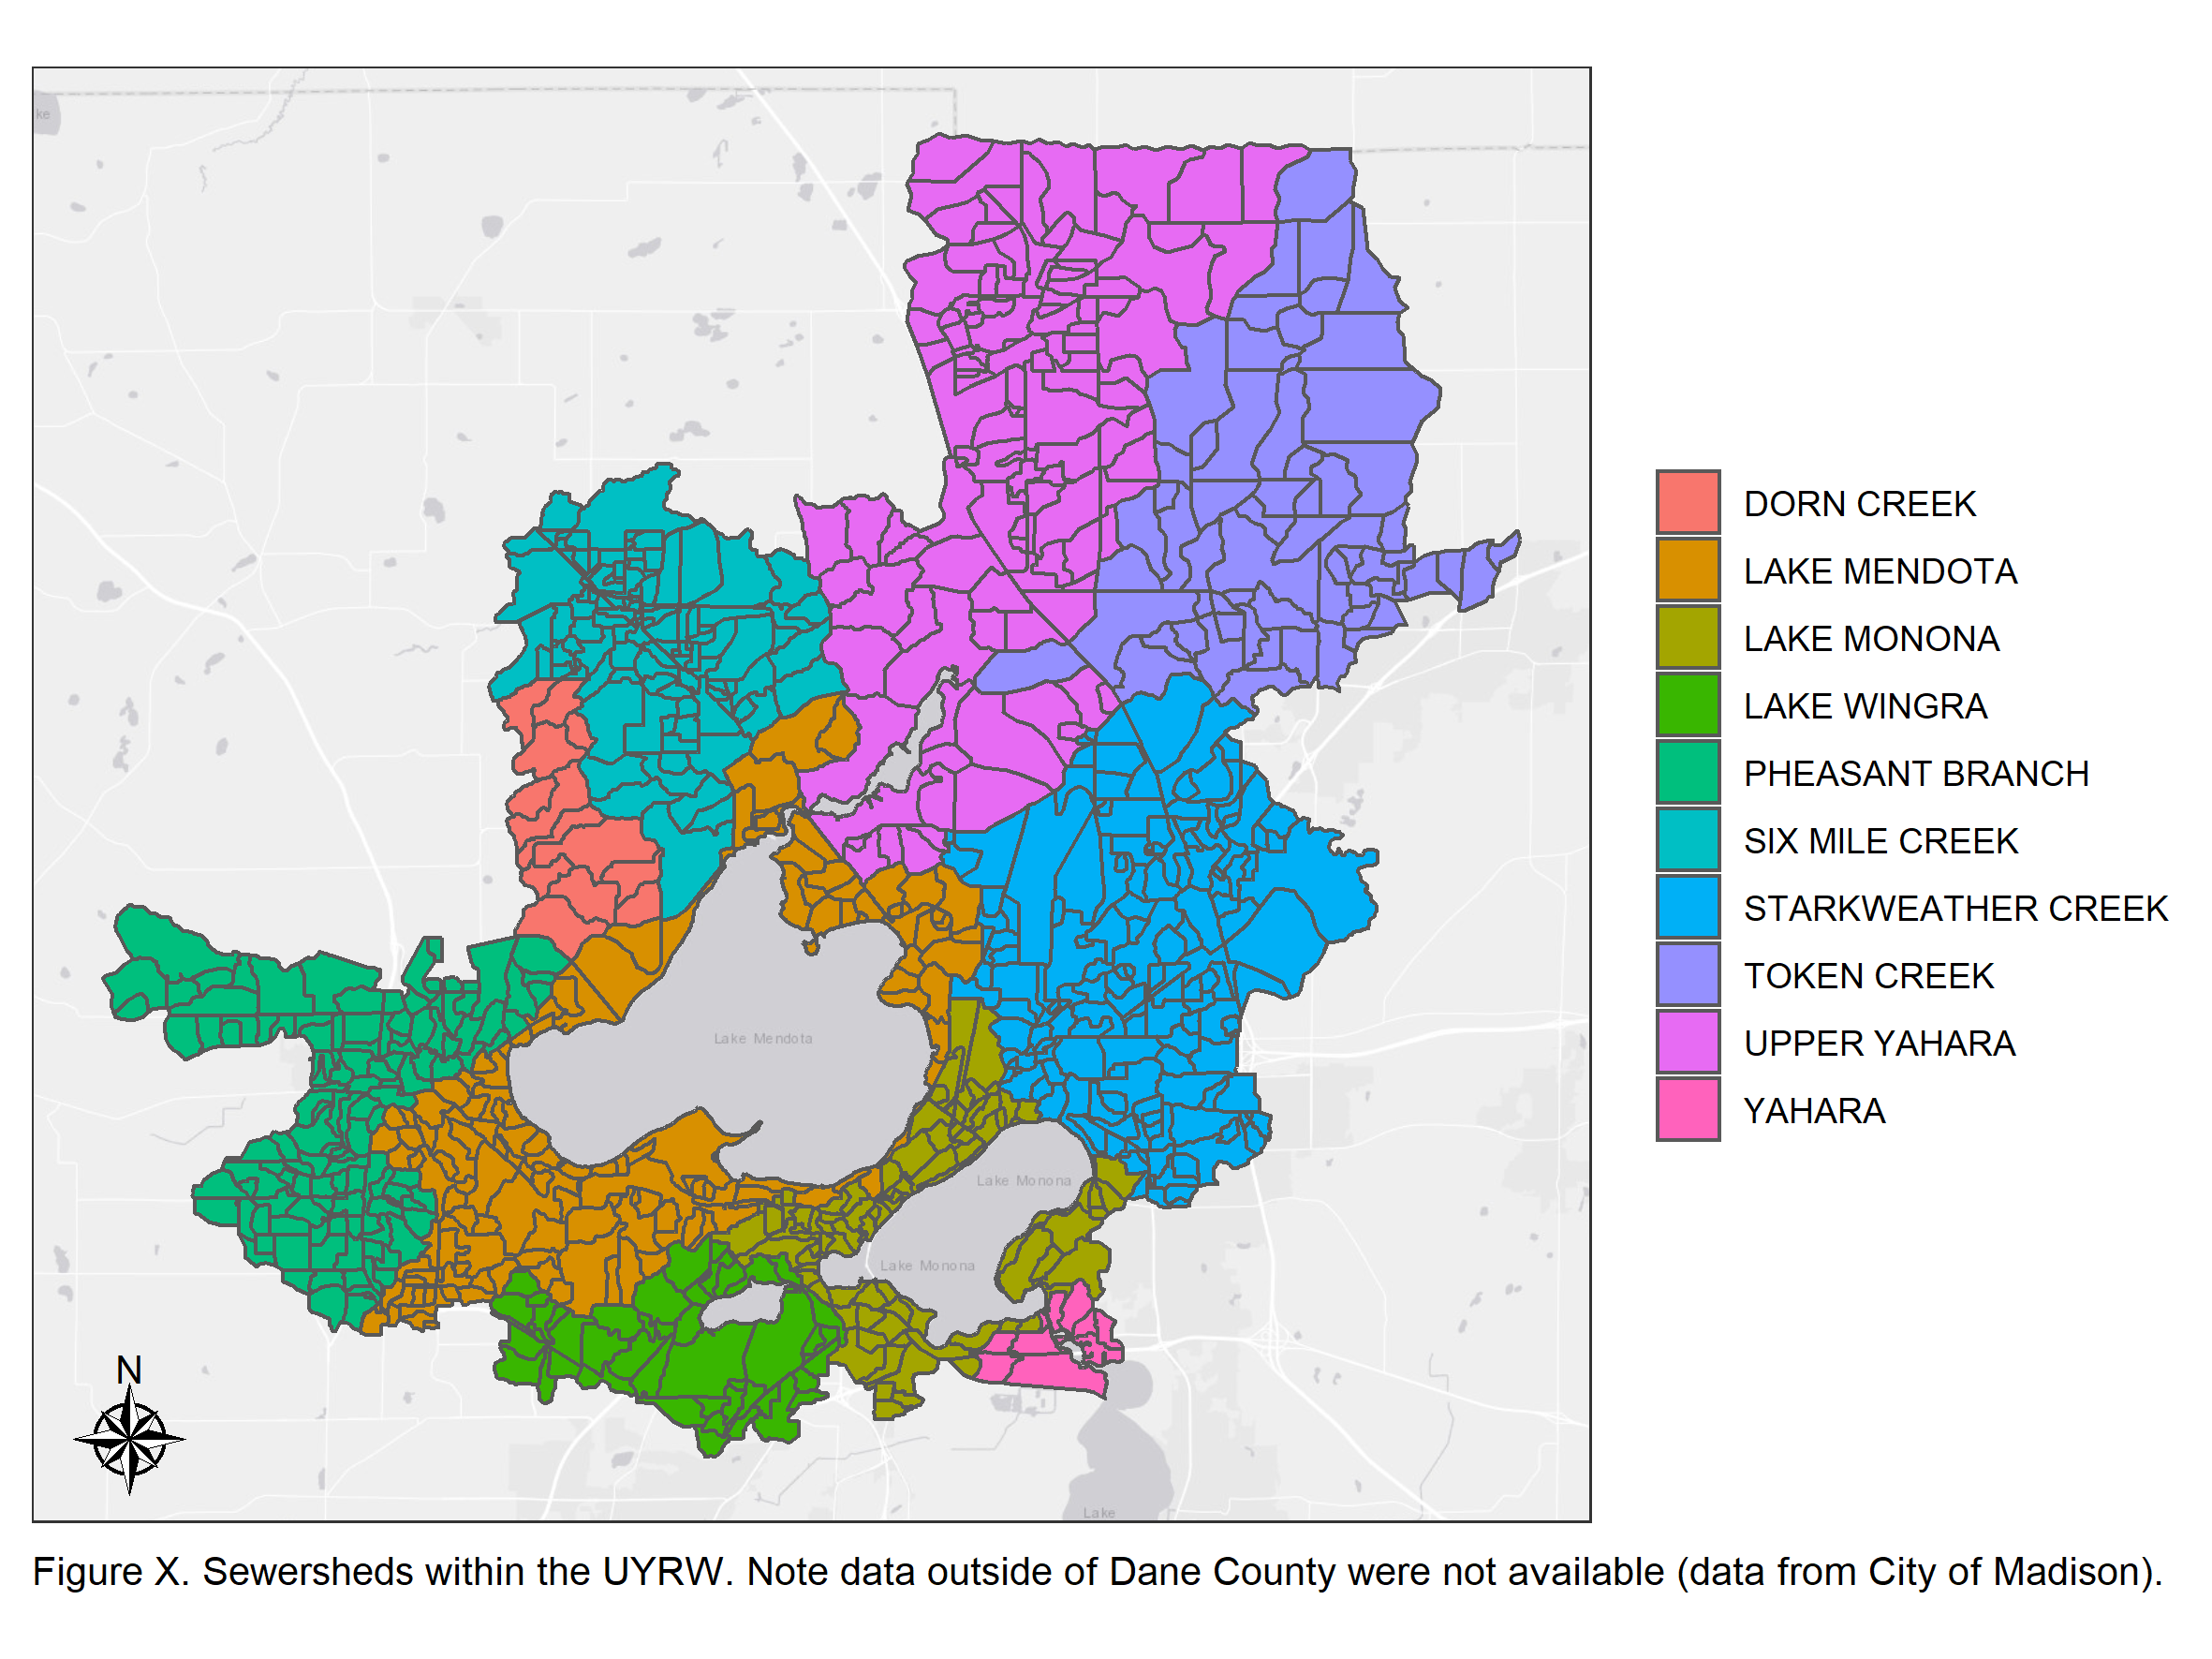 ke
DORN CREEK
LAKE MENDOTA
LAKE MONONA
LAKE WINGRA
PHEASANT BRANCH
SIX MILE CREEK
STARKWEATHER CREEK
TOKEN CREEK
UPPER YAHARA
YAHARA
Lake Mendota
Lake Monona
Lake Monona
N
Lake
Figure X. Sewersheds within the UYRW. Note data outside of Dane County were not available (data from City of Madison).